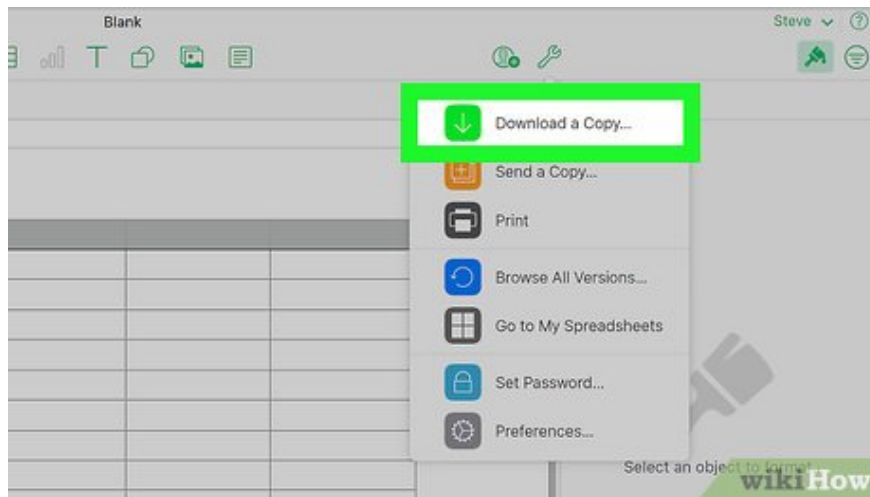 Blank
Steve
?
Download a Copy...
Send a Copy...
Print
Browse All Versions...
Go to My Spreadsheets
Set Password...
Preferences...
Select an object to format.
wikiHow